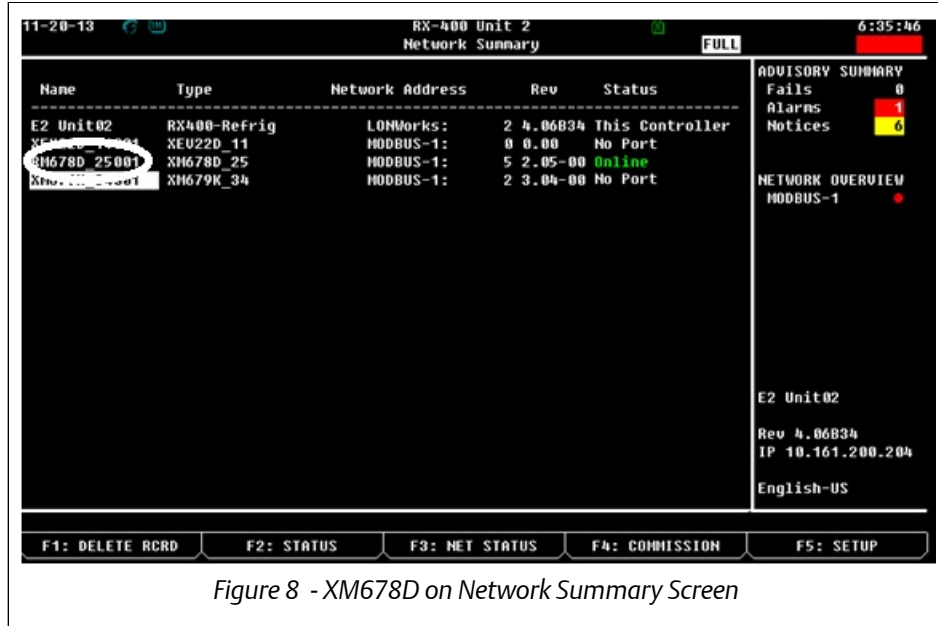 11-20-13 RX-400 Unit 2 6:35:46
Network Summary FULL
ADVISORY SUMMARY
Name Type Network Address Rev Status Fails 0
Alarms 1
E2 Unit02 RX400-Refrig LONWorks: 2 4.06B34 This Controller Notices 6
XEV22D_11 MODBUS-1: 0 0.00 No Port
M678D_25001 XM678D_25 MODBUS-1: 5 2.05-00 Online
XM679K_34 MODBUS-1: 2 3.04-00 No Port NETWORK OVERVIEW
MODBUS-1
E2 Unit02
Rev 4.06B34
IP 10.161.200.204
English-US
F1: DELETE RCRD F2: STATUS F3: NET STATUS F4: COMMISSION F5: SETUP
Figure 8 - XM678D on Network Summary Screen